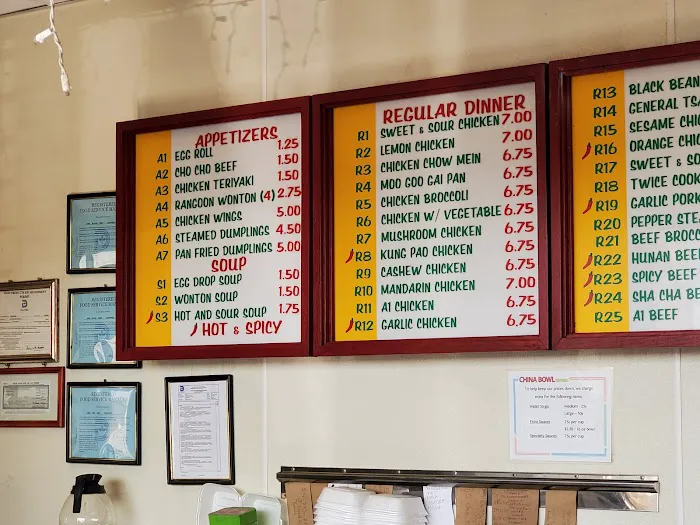 APPETIZERS
A1 EGG ROLL 1.25
A2 CHO CHO BEEF 1.50
A3 CHICKEN TERIYAKI 1.50
A4 RANGOON WONTON (4) 2.75
A5 CHICKEN WINGS 5.00
A6 STEAMED DUMPLINGS 4.50
A7 PAN FRIED DUMPLINGS 5.00
SOUP
S1 EGG DROP SOUP 1.50
S2 WONTON SOUP 1.50
S3 HOT AND SOUR SOUP 1.75
HOT & SPICY
REGULAR DINNER
R1 SWEET & SOUR CHICKEN 7.00
R2 LEMON CHICKEN 7.00
R3 CHICKEN CHOW MEIN 6.75
R4 MOO GOO GAI PAN 6.75
R5 CHICKEN BROCCOLI 6.75
R6 CHICKEN W/ VEGETABLE 6.75
R7 MUSHROOM CHICKEN 6.75
R8 KUNG PAO CHICKEN 6.75
R9 CASHEW CHICKEN 6.75
R10 MANDARIN CHICKEN 7.00
R11 A1 CHICKEN 6.75
R12 GARLIC CHICKEN 6.75
R13 BLACK BEAN
R14 GENERAL TSA
R15 SESAME CHIC
R16 ORANGE CHI
R17 SWEET & SO
R18 TWICE COOK
R19 GARLIC PORK
R20 PEPPER STEA
R21 BEEF BROCC
R22 HUNAN BEE
R23 SPICY BEEF
R24 SHA CHA BE
R25 A1 BEEF
CHINA BOWL